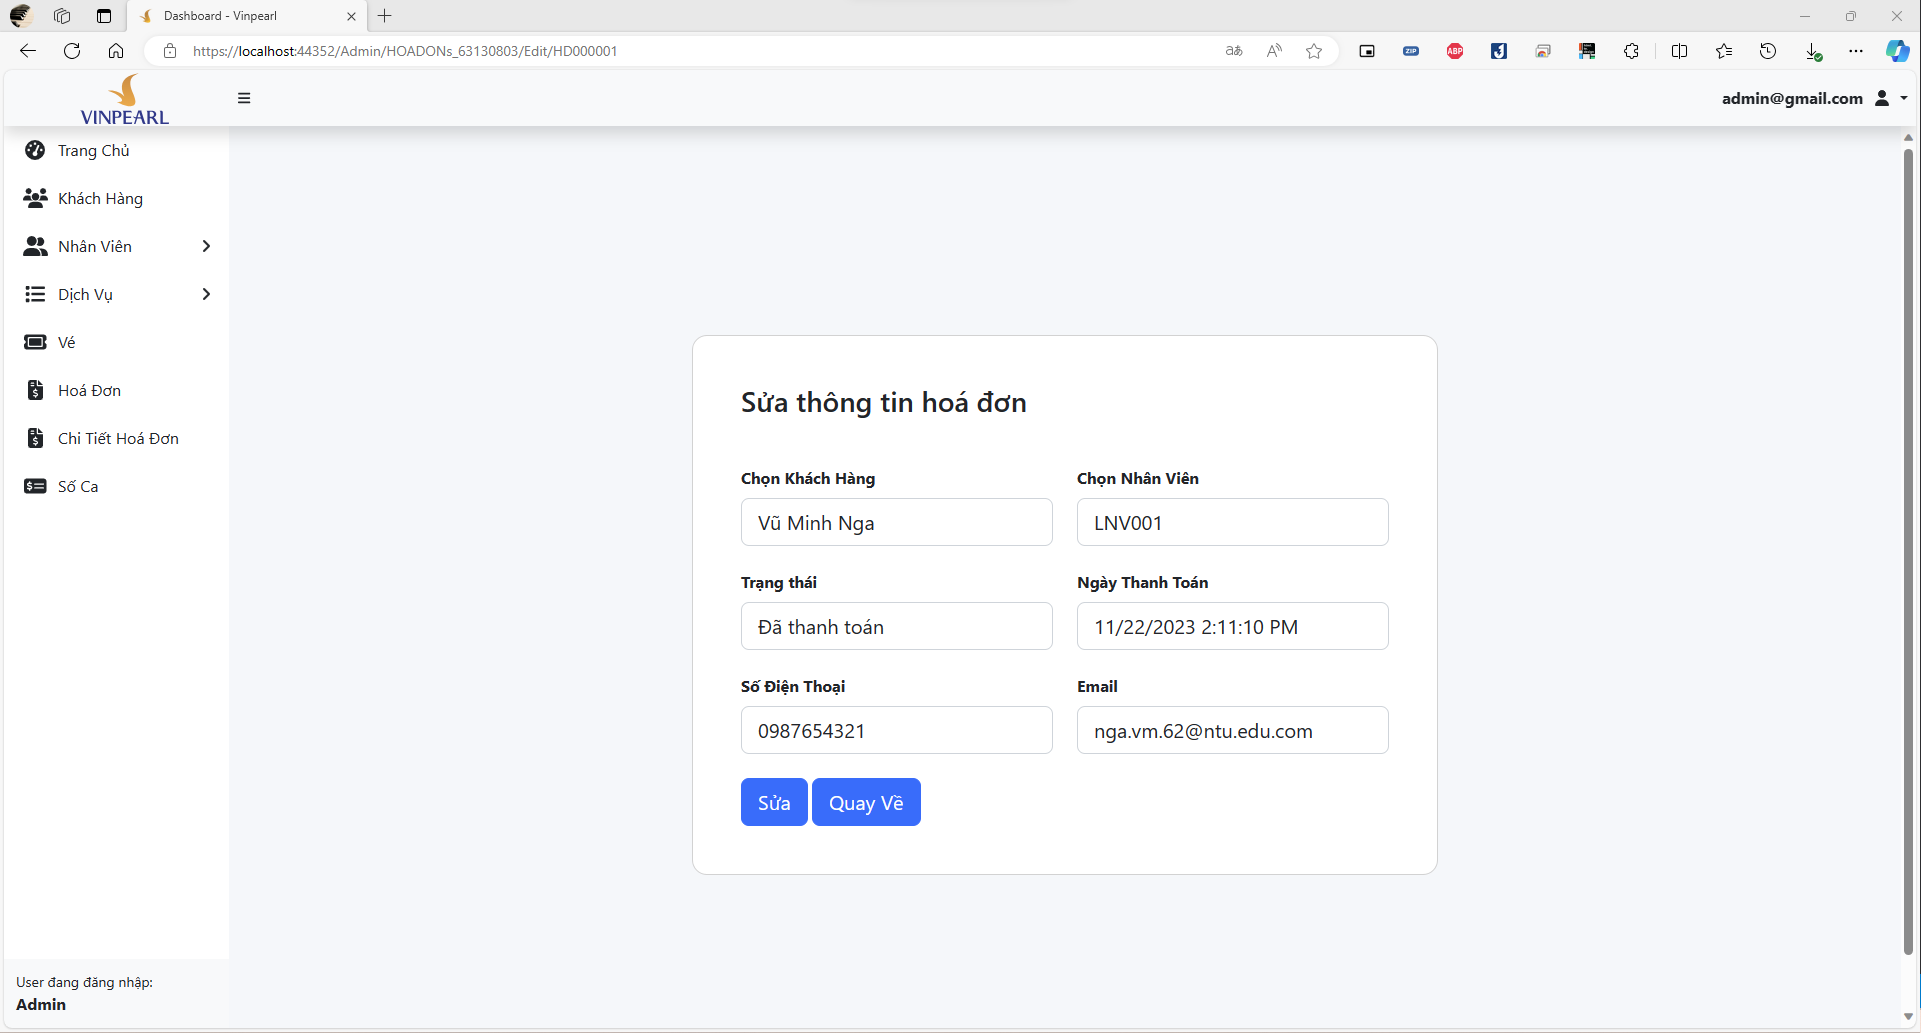 Dashboard - Vinpearl
https://localhost:44352/Admin/HOADONs_63130803/Edit/HD000001
ZIP
ABP
VINPEARL
admin@gmail.com
Trang Chủ
Khách Hàng
Nhân Viên
Dịch Vụ
Vé
Hoá Đơn
Chi Tiết Hoá Đơn
Số Ca
Sửa thông tin hoá đơn
Chọn Khách Hàng
Chọn Nhân Viên
Vũ Minh Nga
LNV001
Trạng thái
Ngày Thanh Toán
Đã thanh toán
11/22/2023 2:11:10 PM
Số Điện Thoại
Email
0987654321
nga.vm.62@ntu.edu.com
Sửa
Quay Về
User đang đăng nhập:
Admin